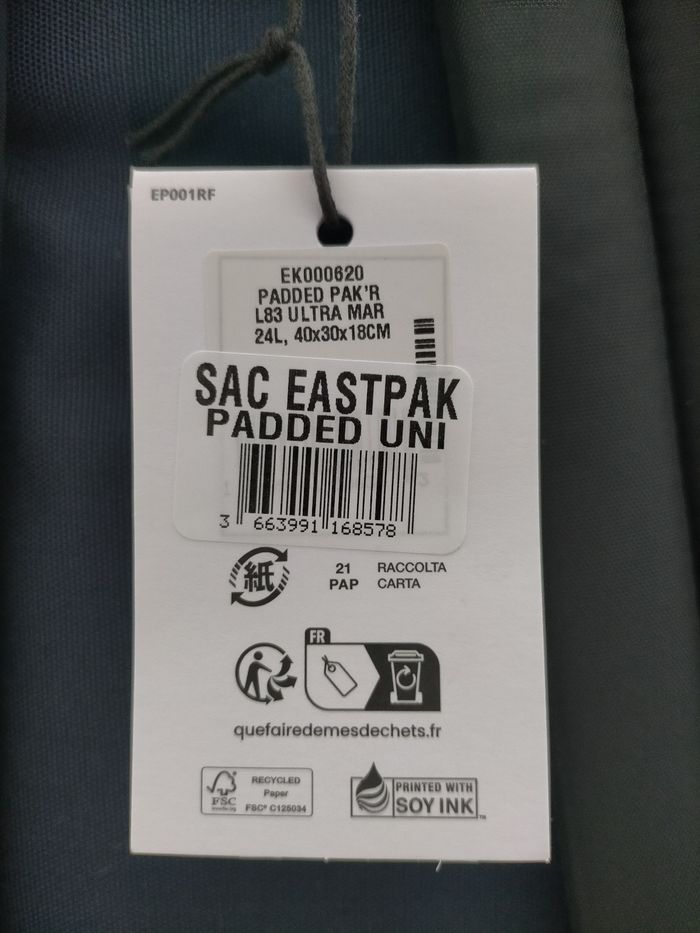 EP001RF
EK000620
PADDED PAK'R
L83 ULTRA MAR
24L, 40x30x18CM
SAC EASTPAK
PADDED UNI
3 663991 168578
紙
21 RACCOLTA
PAP CARTA
FR
quefairedemesdechets.fr
FSC
RECYCLED
Paper
FSC® C125034
PRINTED WITH
SOY INK™